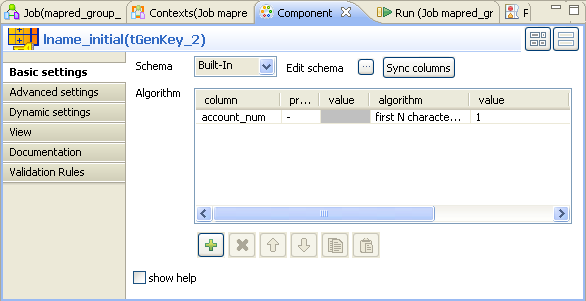 Job(mapred_group_ Contexts(Job mapre Component Run (Job mapred_gr F
lname_initial(tGenKey_2)
Basic settings
Advanced settings
Dynamic settings
View
Documentation
Validation Rules
Schema Built-In Edit schema ... Sync columns
Algorithm
column pr... value algorithm value
account_num - first N characte... 1
show help